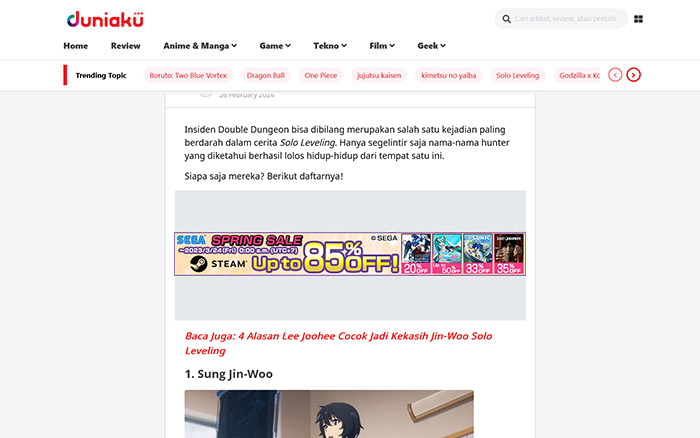 duniaku
.com
Cari artikel, review, atau penulis
Home Review Anime & Manga Game Tekno Film Geek
Trending Topic Boruto: Two Blue Vortex Dragon Ball One Piece jujutsu kaisen kimetsu no yaiba Solo Leveling Godzilla x Ko
26 February 2024
Insiden Double Dungeon bisa dibilang merupakan salah satu kejadian paling
berdarah dalam cerita Solo Leveling. Hanya segelintir saja nama-nama hunter
yang diketahui berhasil lolos hidup-hidup dari tempat satu ini.
Siapa saja mereka? Berikut daftarnya!
SEGA SPRING SALE
©SEGA
~2023/3/24(Fri) 0:00a.m.(UTC+7)
STEAM Up to 85% OFF!
20% OFF
Up to 50% OFF
33% OFF
35% OFF
Baca Juga: 4 Alasan Lee Joohee Cocok Jadi Kekasih Jin-Woo Solo
Leveling
1. Sung Jin-Woo